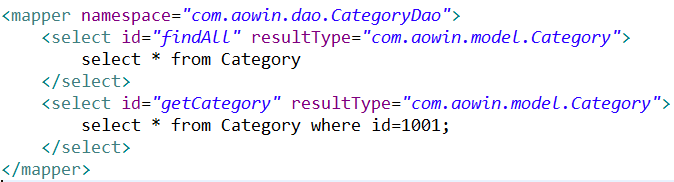 <mapper namespace="com.aowin.dao.CategoryDao">
    <select id="findAll" resultType="com.aowin.model.Category">
        select * from Category
    </select>
    <select id="getCategory" resultType="com.aowin.model.Category">
        select * from Category where id=1001;
    </select>
</mapper>